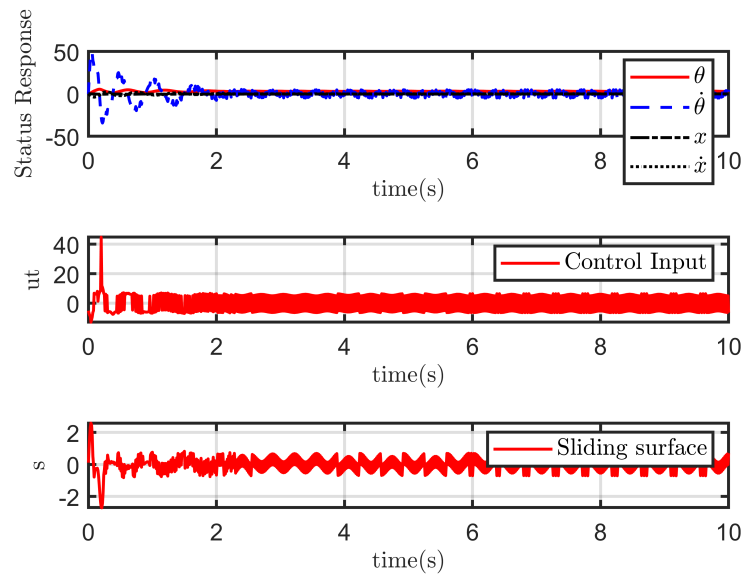 Status Response
50
0
-50
θ
θ̇
x
ẋ
0 2 4 6 8 10
time(s)
ut
40
20
0
Control Input
0 2 4 6 8 10
time(s)
s
2
0
-2
Sliding surface
0 2 4 6 8 10
time(s)